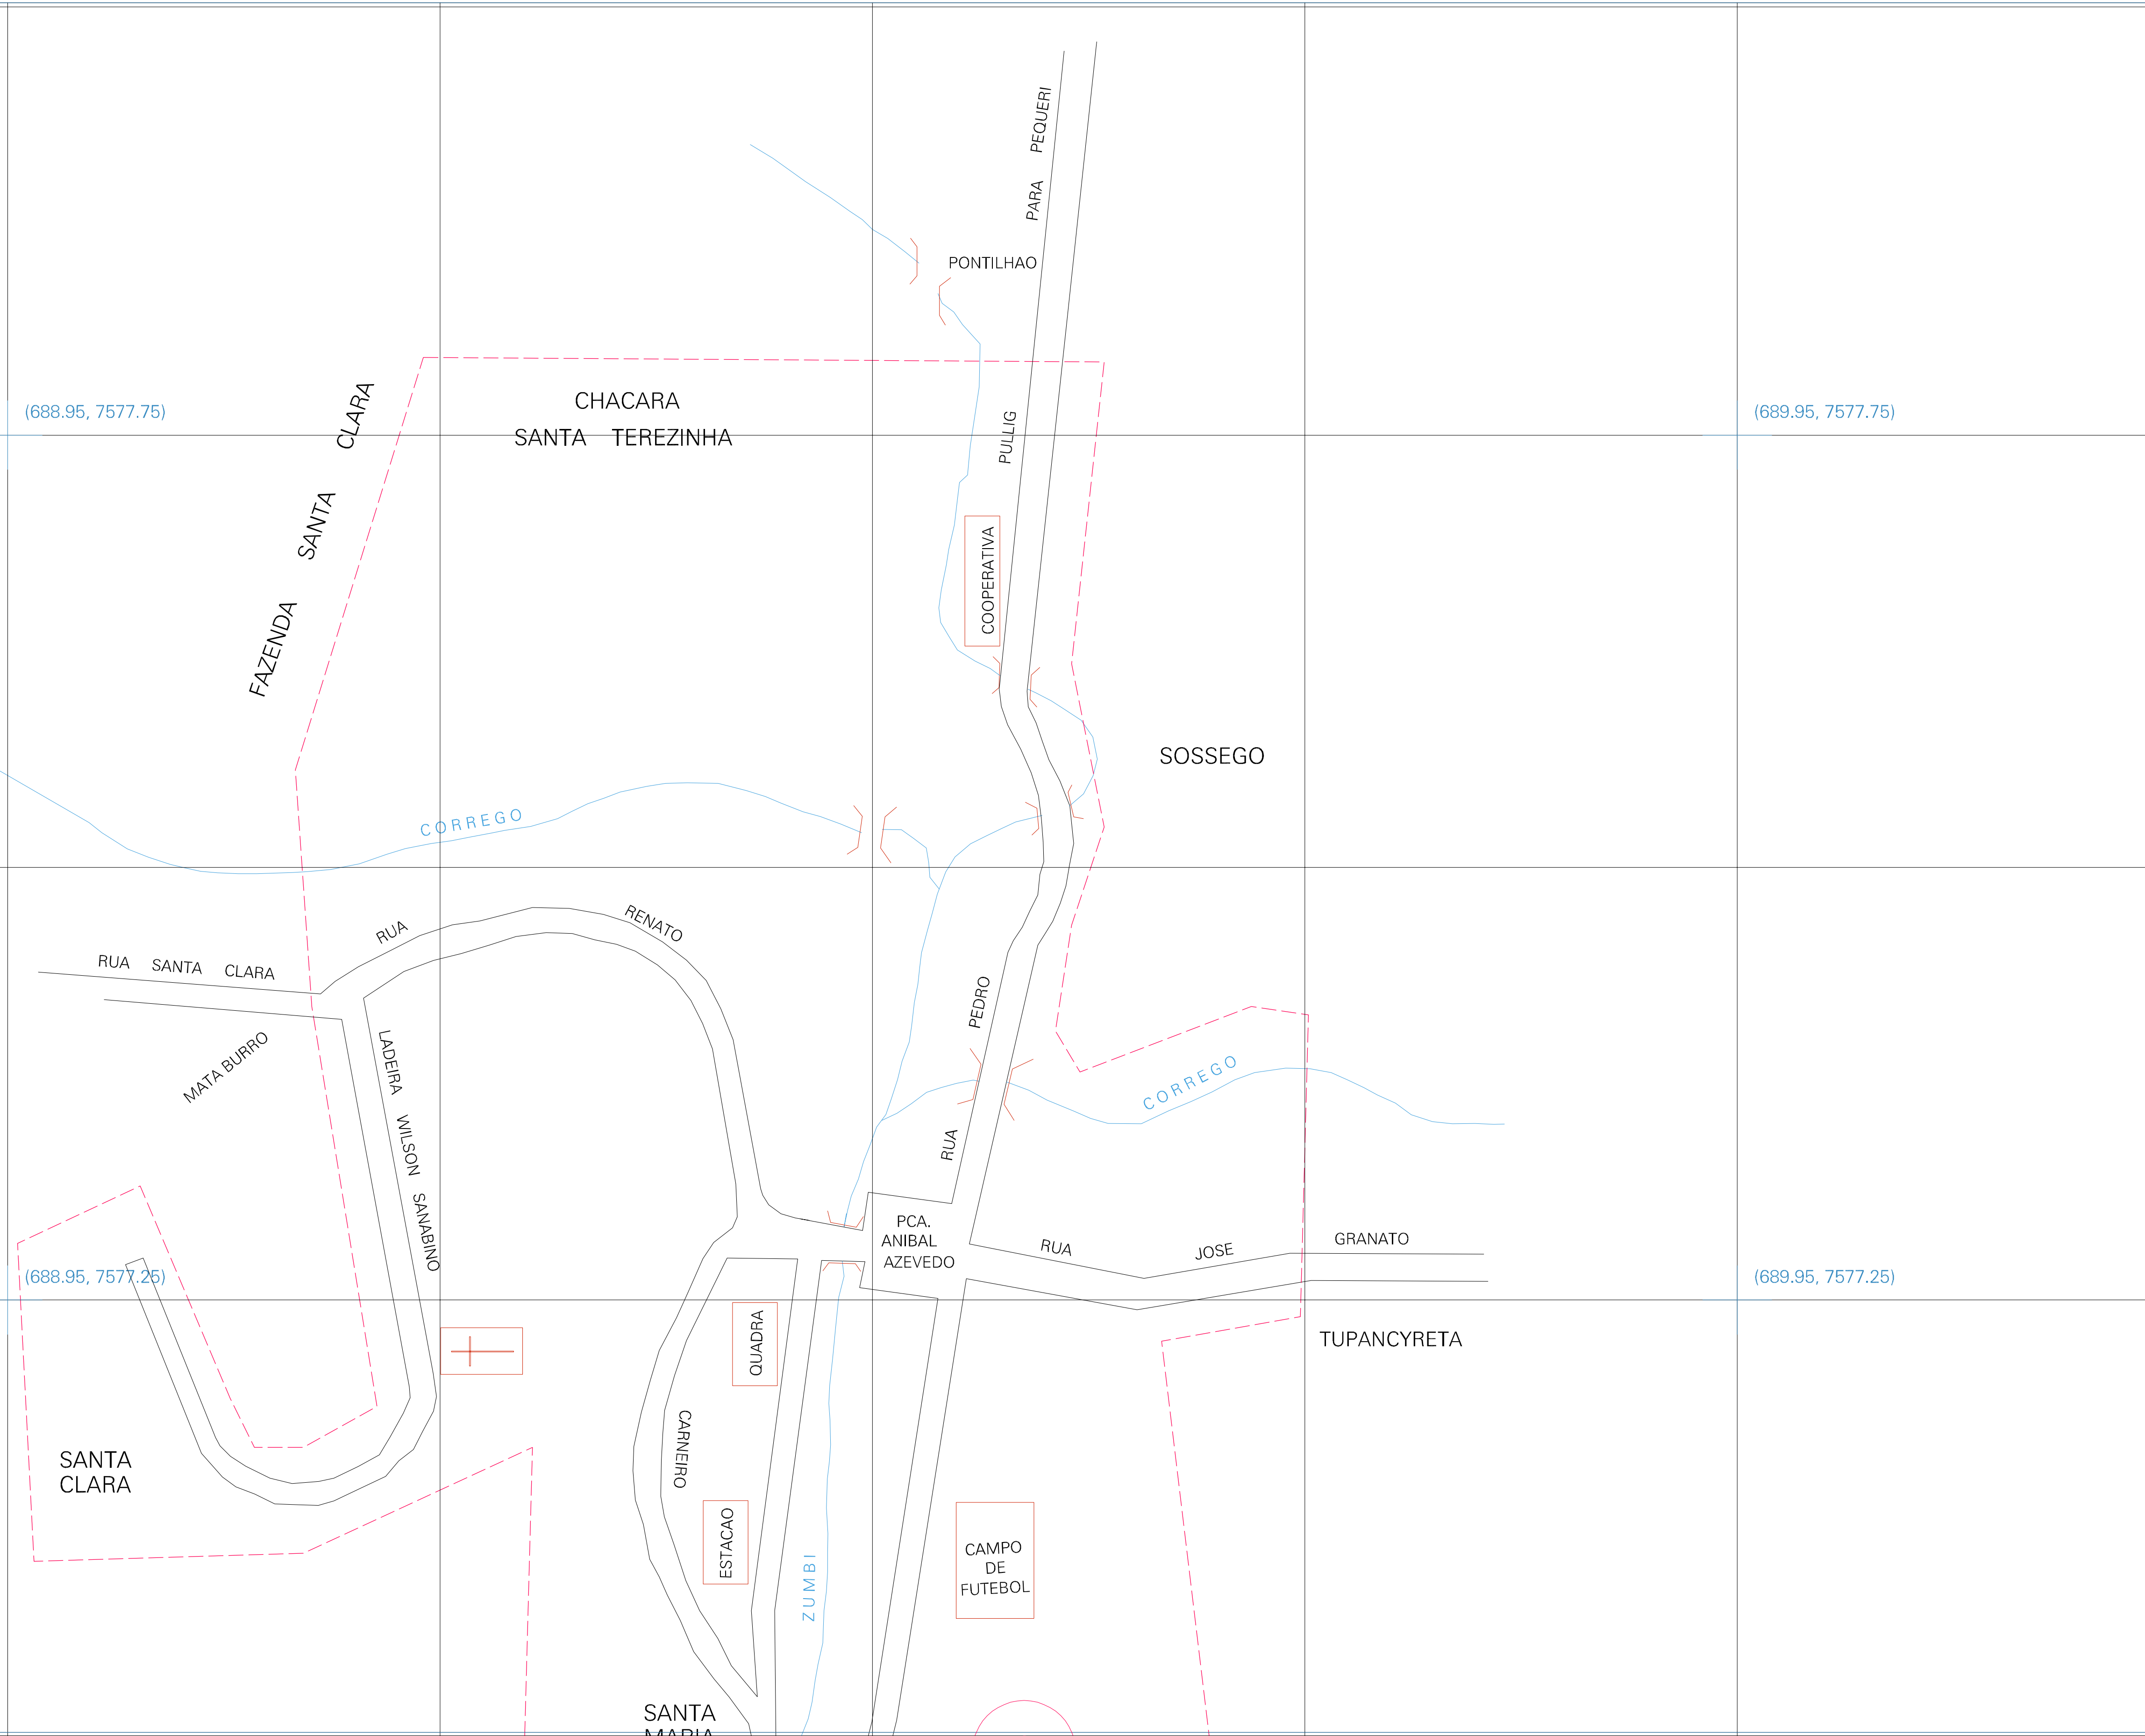 PARA PEQUERI
PONTILHAO
CHACARA
SANTA TEREZINHA
(688.95, 7577.75)
(689.95, 7577.75)
FAZENDA SANTA CLARA
PULLIG
COOPERATIVA
SOSSEGO
CORREGO
RUA RENATO
RUA SANTA CLARA
MATA BURRO
LADEIRA WILSON SANABINO
RUA PEDRO
CORREGO
PCA.
ANIBAL
AZEVEDO
RUA JOSE GRANATO
(688.95, 7577.25)
(689.95, 7577.25)
QUADRA
TUPANCYRETA
CARNEIRO
SANTA
CLARA
ESTACAO
ZUMBI
CAMPO
DE
FUTEBOL
SANTA
MARIA